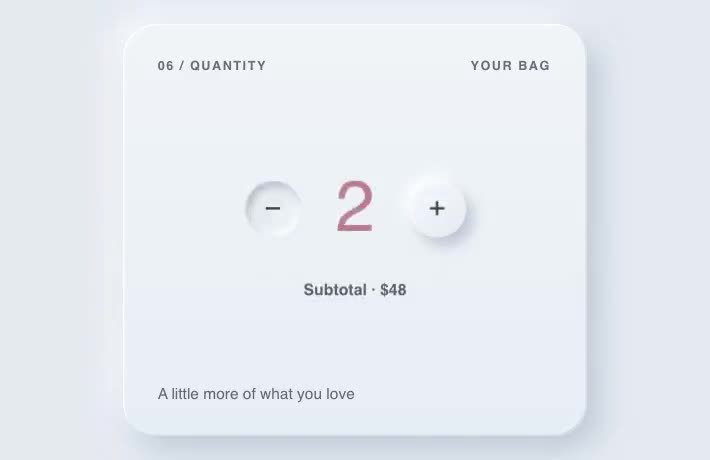 06 / QUANTITY
YOUR BAG
− 2 +
Subtotal · $48
A little more of what you love